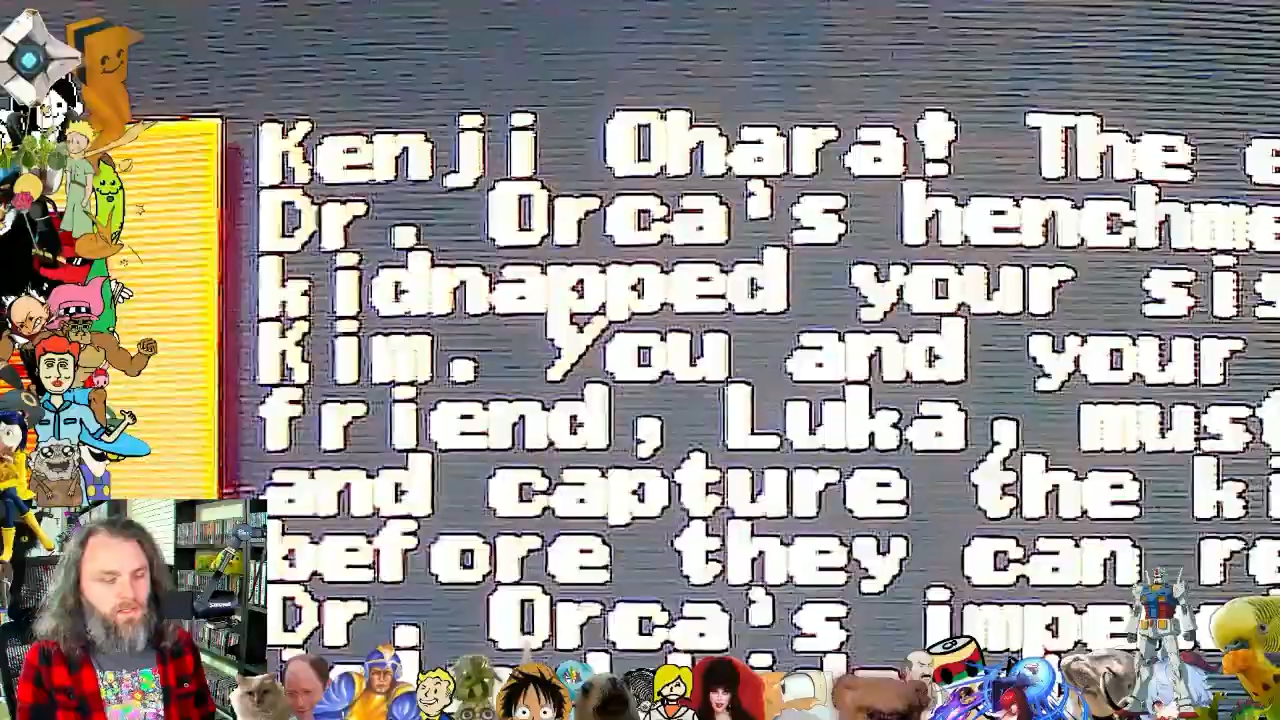 Kenji Ohara! The
Dr. Orca's henchme
kidnapped your sis
Kim. You and your
friend, Luka, must
and capture the ki
before they can re
Dr. Orca's impe